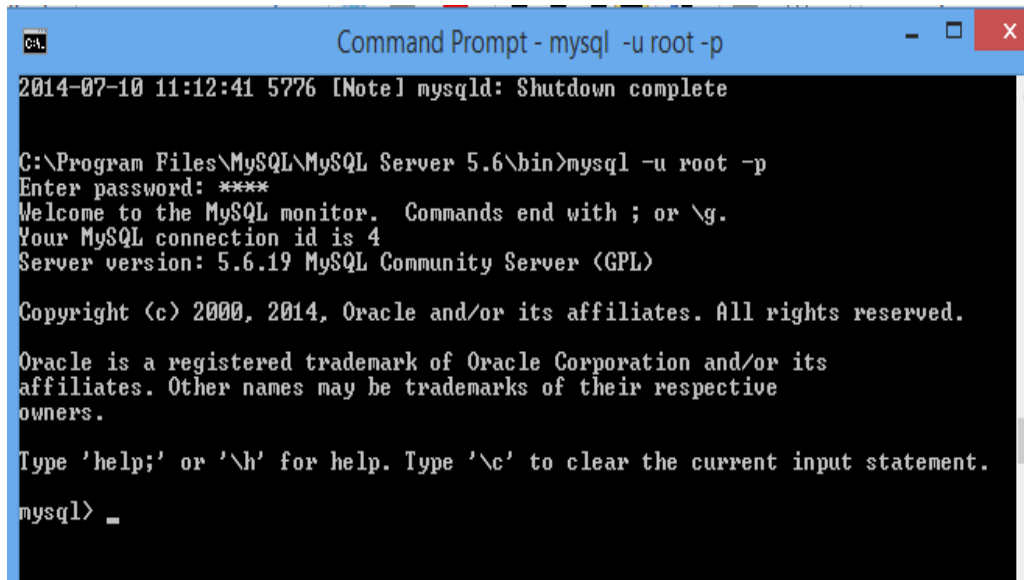 Command Prompt - mysql -u root -p
2014-07-10 11:12:41 5776 [Note] mysqld: Shutdown complete
C:\Program Files\MySQL\MySQL Server 5.6\bin>mysql -u root -p
Enter password: ****
Welcome to the MySQL monitor.  Commands end with ; or \g.
Your MySQL connection id is 4
Server version: 5.6.19 MySQL Community Server (GPL)
Copyright (c) 2000, 2014, Oracle and/or its affiliates. All rights reserved.
Oracle is a registered trademark of Oracle Corporation and/or its
affiliates. Other names may be trademarks of their respective
owners.
Type 'help;' or '\h' for help. Type '\c' to clear the current input statement.
mysql> _